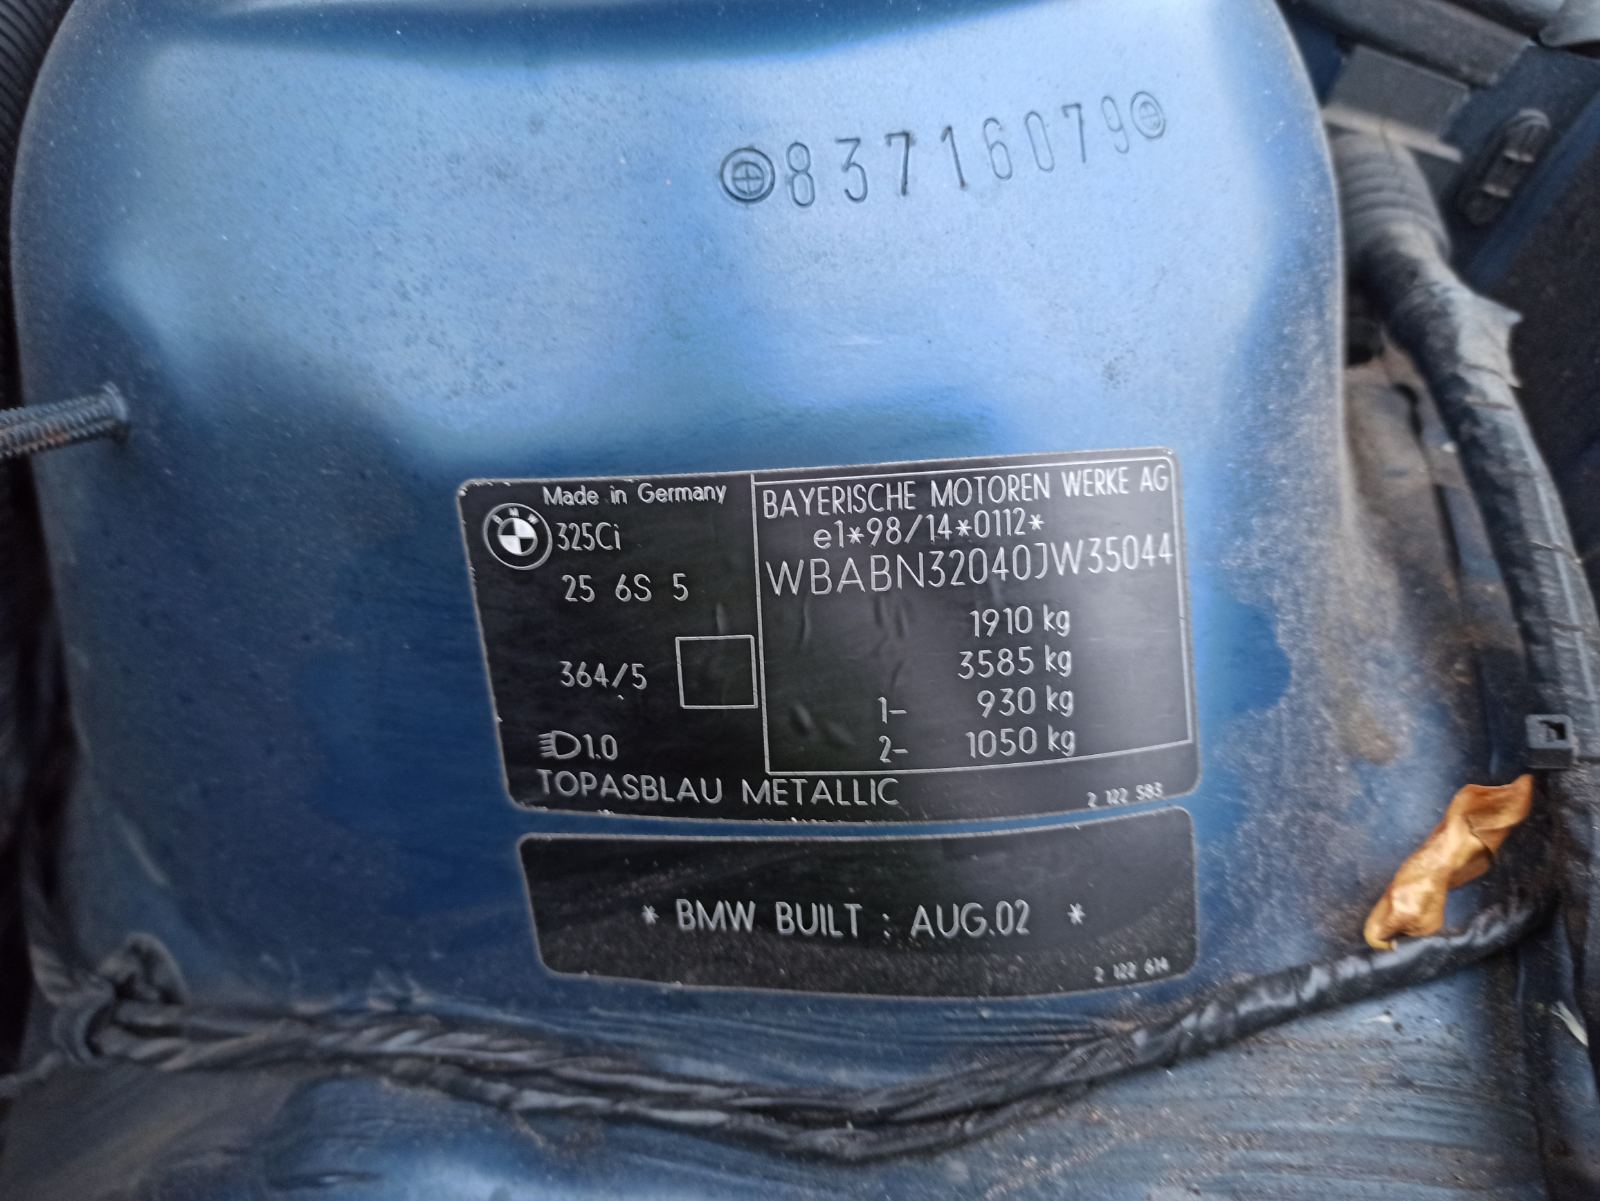 83716079
Made in Germany
BMW
325Ci
25 6S 5
364/5
1.0
TOPASBLAU METALLIC
BAYERISCHE MOTOREN WERKE AG
e1*98/14*0112*
WBABN32040JW35044
1910 kg
3585 kg
1- 930 kg
2- 1050 kg
2 122 583
* BMW BUILT : AUG.02 *
2 122 614